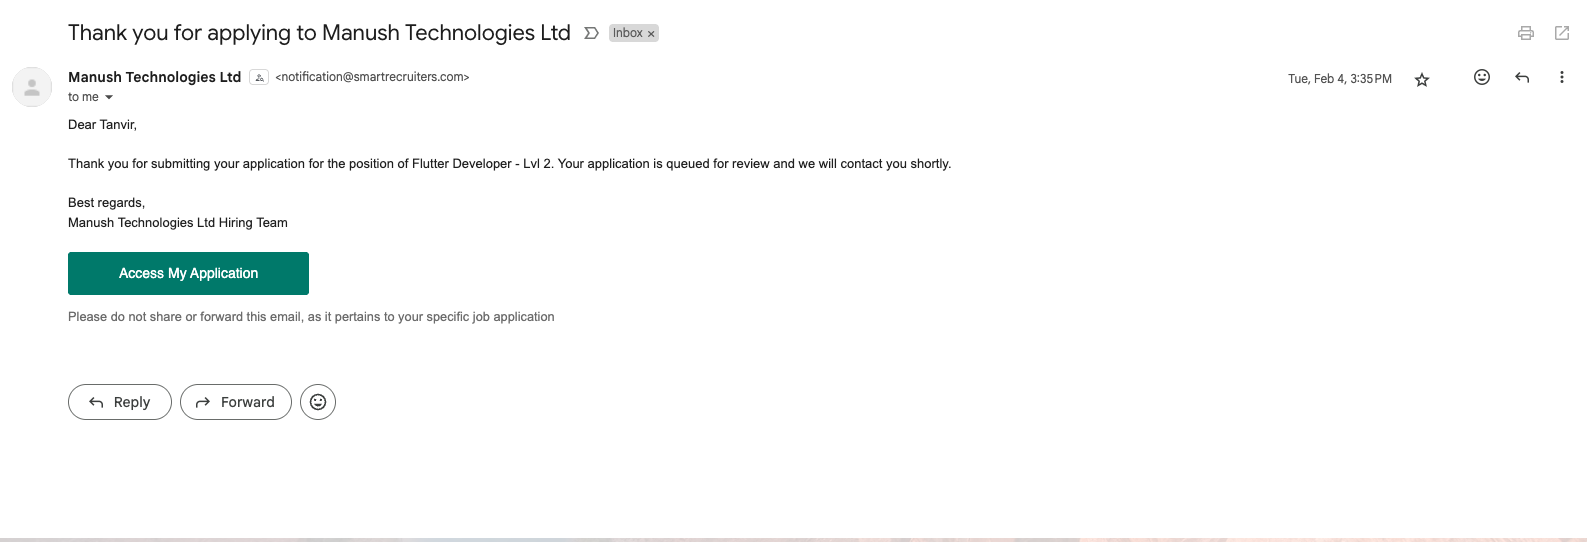 Thank you for applying to Manush Technologies Ltd Inbox ×
Manush Technologies Ltd <notification@smartrecruiters.com> Tue, Feb 4, 3:35 PM
to me
Dear Tanvir,
Thank you for submitting your application for the position of Flutter Developer - Lvl 2. Your application is queued for review and we will contact you shortly.
Best regards,
Manush Technologies Ltd Hiring Team
Access My Application
Please do not share or forward this email, as it pertains to your specific job application
Reply Forward